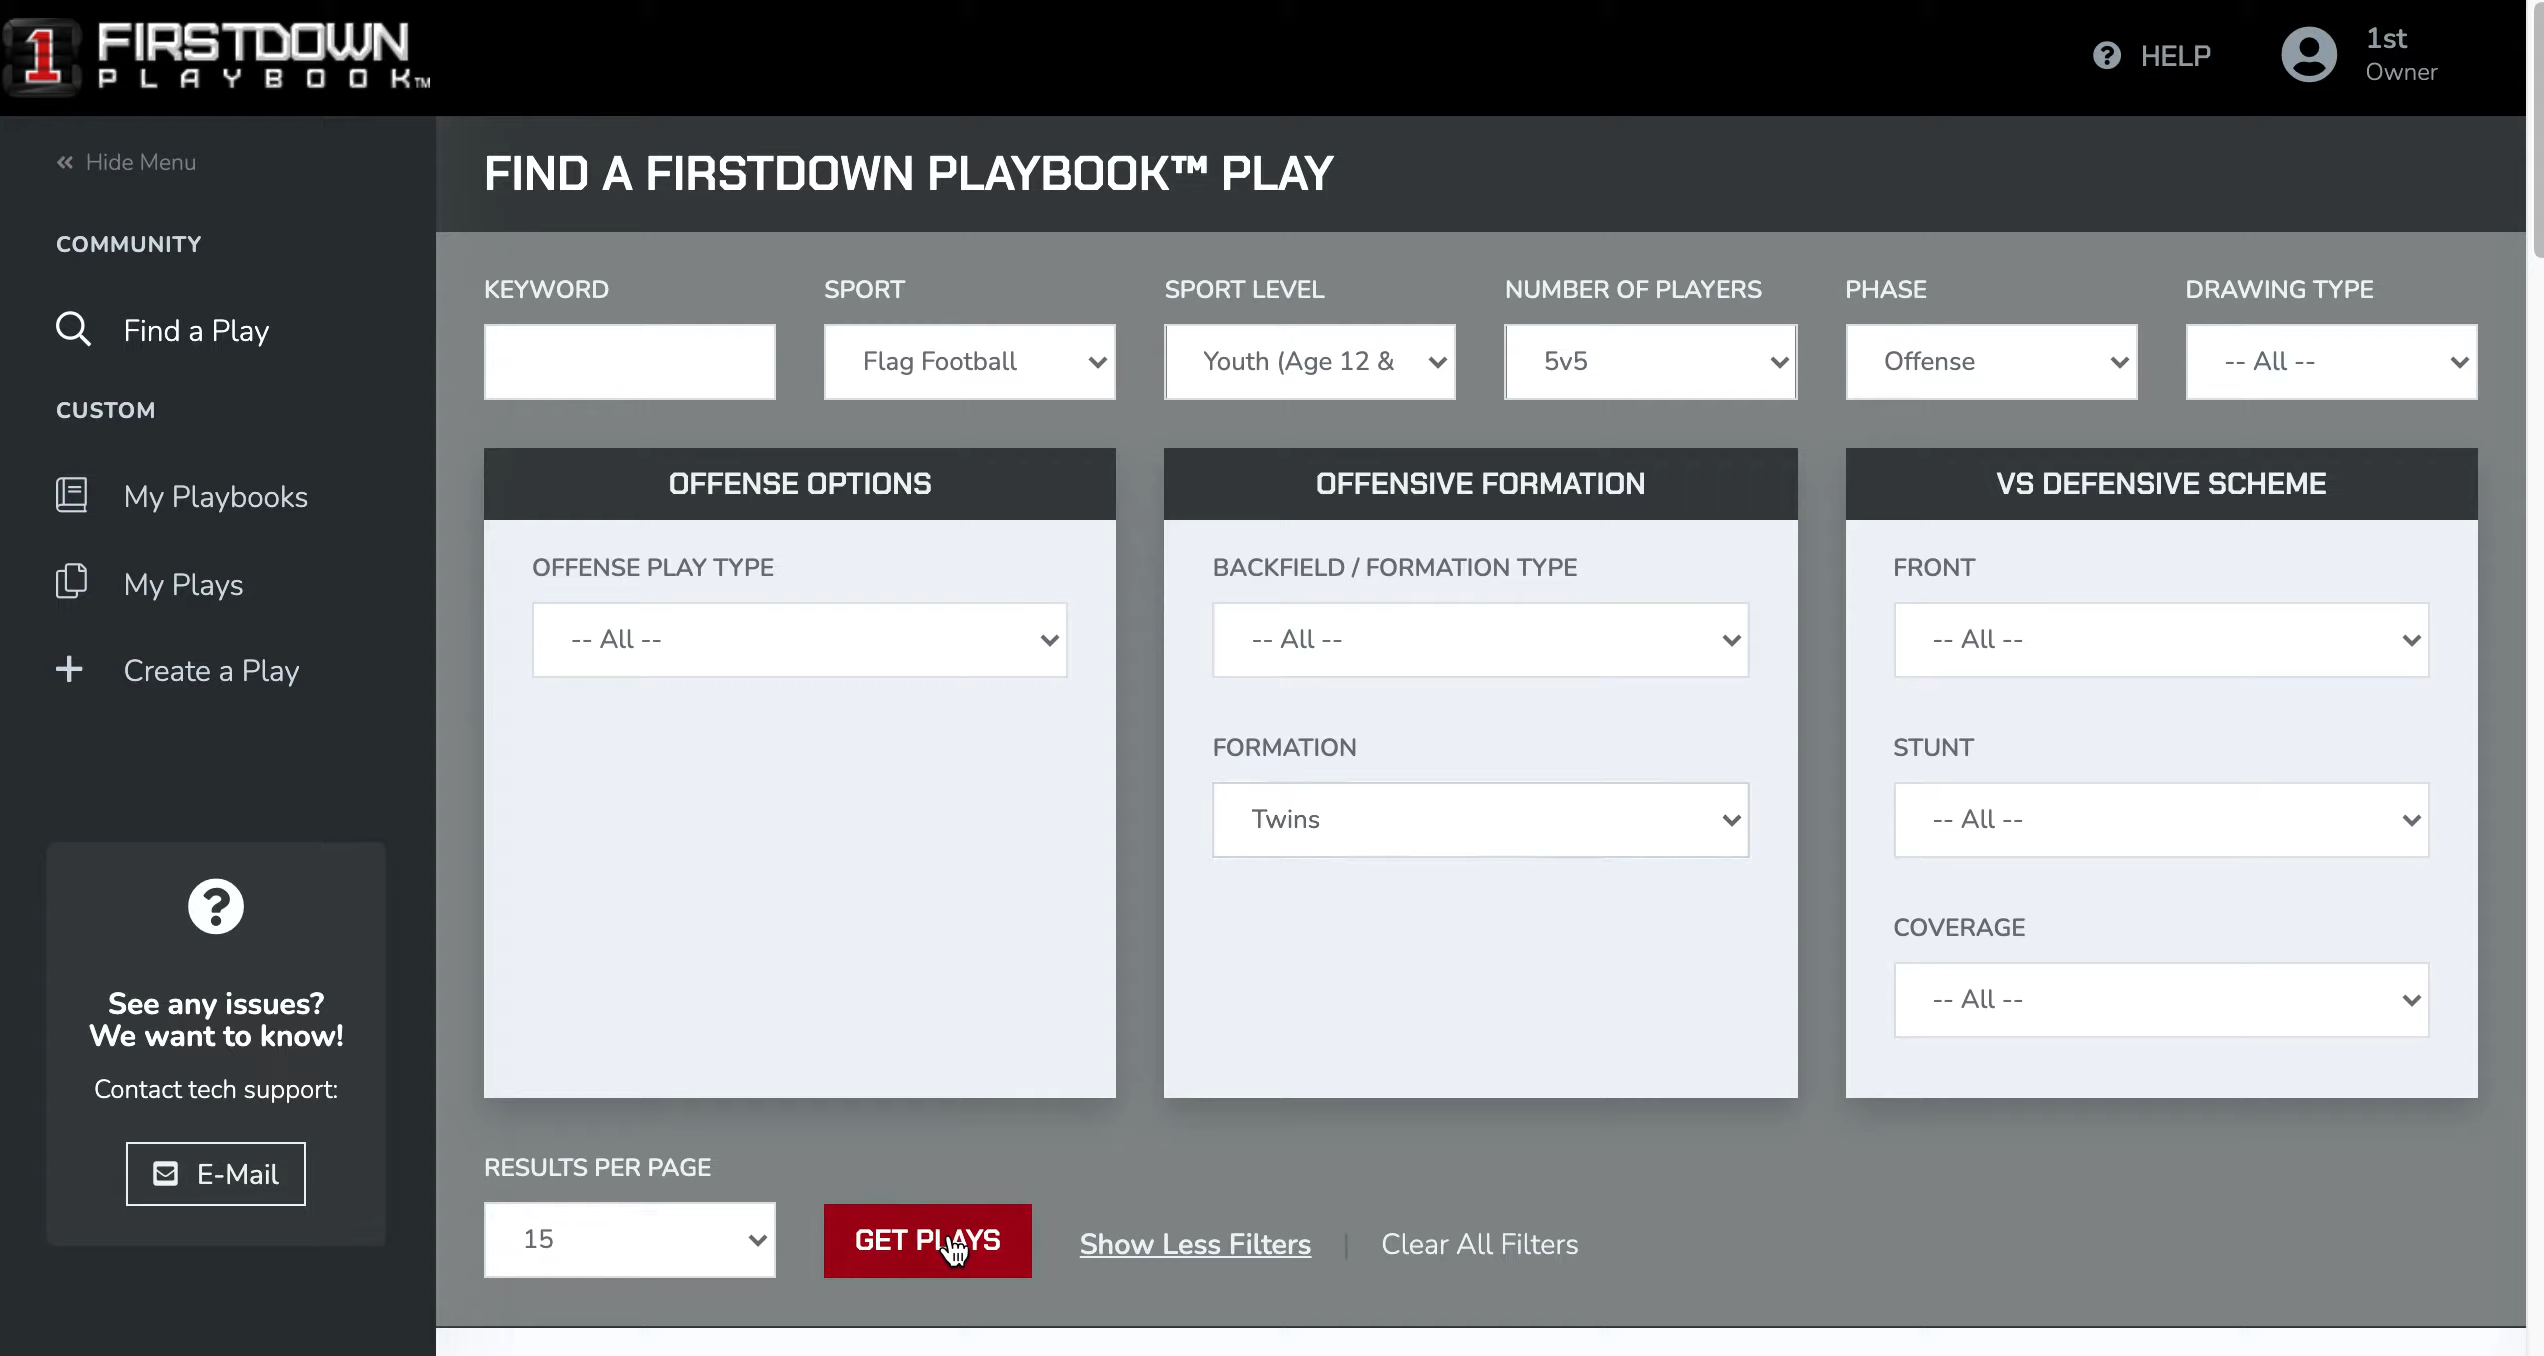 1 FIRSTDOWN
PLAYBOOK™
HELP
1st
Owner
Hide Menu
COMMUNITY
Find a Play
CUSTOM
My Playbooks
My Plays
Create a Play
See any issues?
We want to know!
Contact tech support:
E-Mail
FIND A FIRSTDOWN PLAYBOOK™ PLAY
KEYWORD
SPORT
SPORT LEVEL
NUMBER OF PLAYERS
PHASE
DRAWING TYPE
Flag Football
Youth (Age 12 &
5v5
Offense
-- All --
OFFENSE OPTIONS
OFFENSE PLAY TYPE
-- All --
OFFENSIVE FORMATION
BACKFIELD / FORMATION TYPE
-- All --
FORMATION
Twins
VS DEFENSIVE SCHEME
FRONT
-- All --
STUNT
-- All --
COVERAGE
-- All --
RESULTS PER PAGE
15
GET PLAYS
Show Less Filters
Clear All Filters